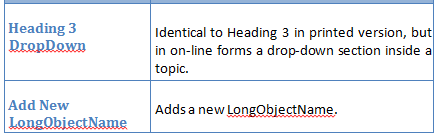 Heading 3
DropDown
Identical to Heading 3 in printed version, but
in on-line forms a drop-down section inside a
topic.
Add New
LongObjectName
Adds a new LongObjectName.